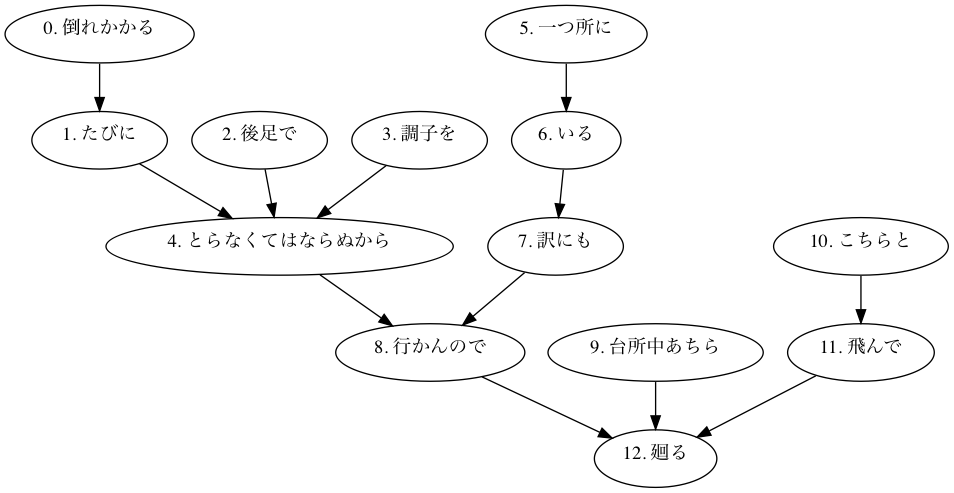 0. 倒れかかる
5. 一つ所に
1. たびに
2. 後足で
3. 調子を
6. いる
4. とらなくてはならぬから
7. 訳にも
10. こちらと
8. 行かんので
9. 台所中あちら
11. 飛んで
12. 廻る